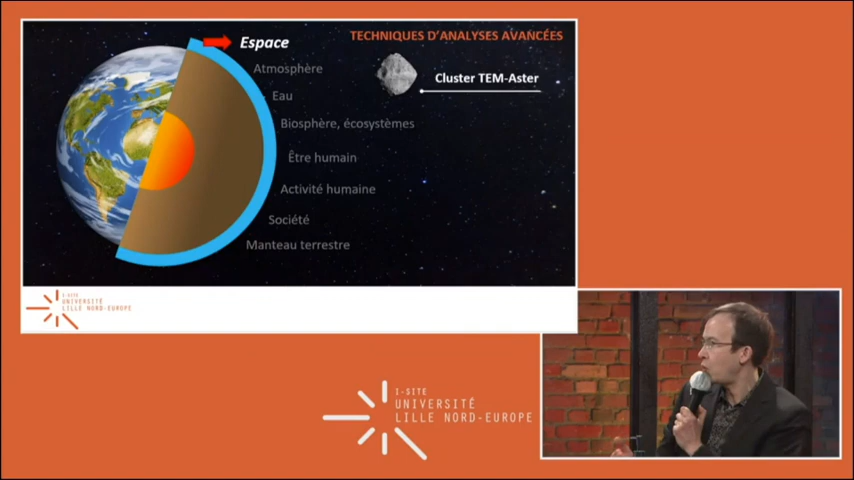 TECHNIQUES D'ANALYSES AVANCÉES
Espace
Atmosphère
Cluster TEM-Aster
Eau
Biosphère, écosystèmes
Être humain
Activité humaine
Société
Manteau terrestre
I-SITE
UNIVERSITÉ
LILLE NORD-EUROPE
I-SITE
UNIVERSITÉ
LILLE NORD-EUROPE